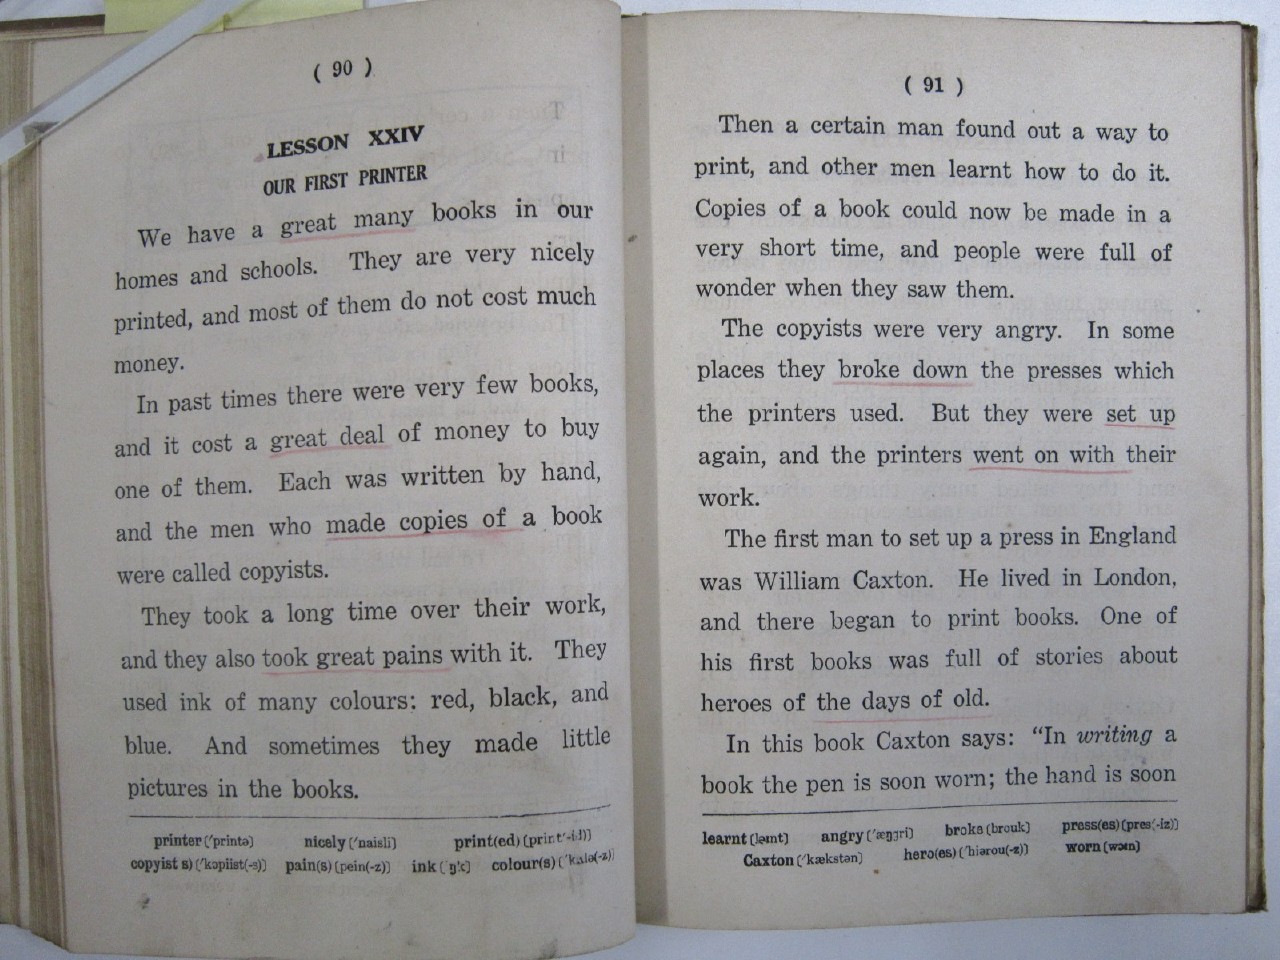 ( 90 )
LESSON XXIV
OUR FIRST PRINTER
We have a great many books in our
homes and schools. They are very nicely
printed, and most of them do not cost much
money.
In past times there were very few books,
and it cost a great deal of money to buy
one of them. Each was written by hand,
and the men who made copies of a book
were called copyists.
They took a long time over their work,
and they also took great pains with it. They
used ink of many colours: red, black, and
blue. And sometimes they made little
pictures in the books.
printer ['printə] nicely ['naisli] print(ed)
copyist pain(s) [pein(-z)] ink colour(s)
( 91 )
Then a certain man found out a way to
print, and other men learnt how to do it.
Copies of a book could now be made in a
very short time, and people were full of
wonder when they saw them.
The copyists were very angry. In some
places they broke down the presses which
the printers used. But they were set up
again, and the printers went on with their
work.
The first man to set up a press in England
was William Caxton. He lived in London,
and there began to print books. One of
his first books was full of stories about
heroes of the days of old.
In this book Caxton says: “In writing a
book the pen is soon worn; the hand is soon
learnt angry broke [brouk] press(es)
Caxton ['kækstən] hero(es) ['hiərou(-z)] worn